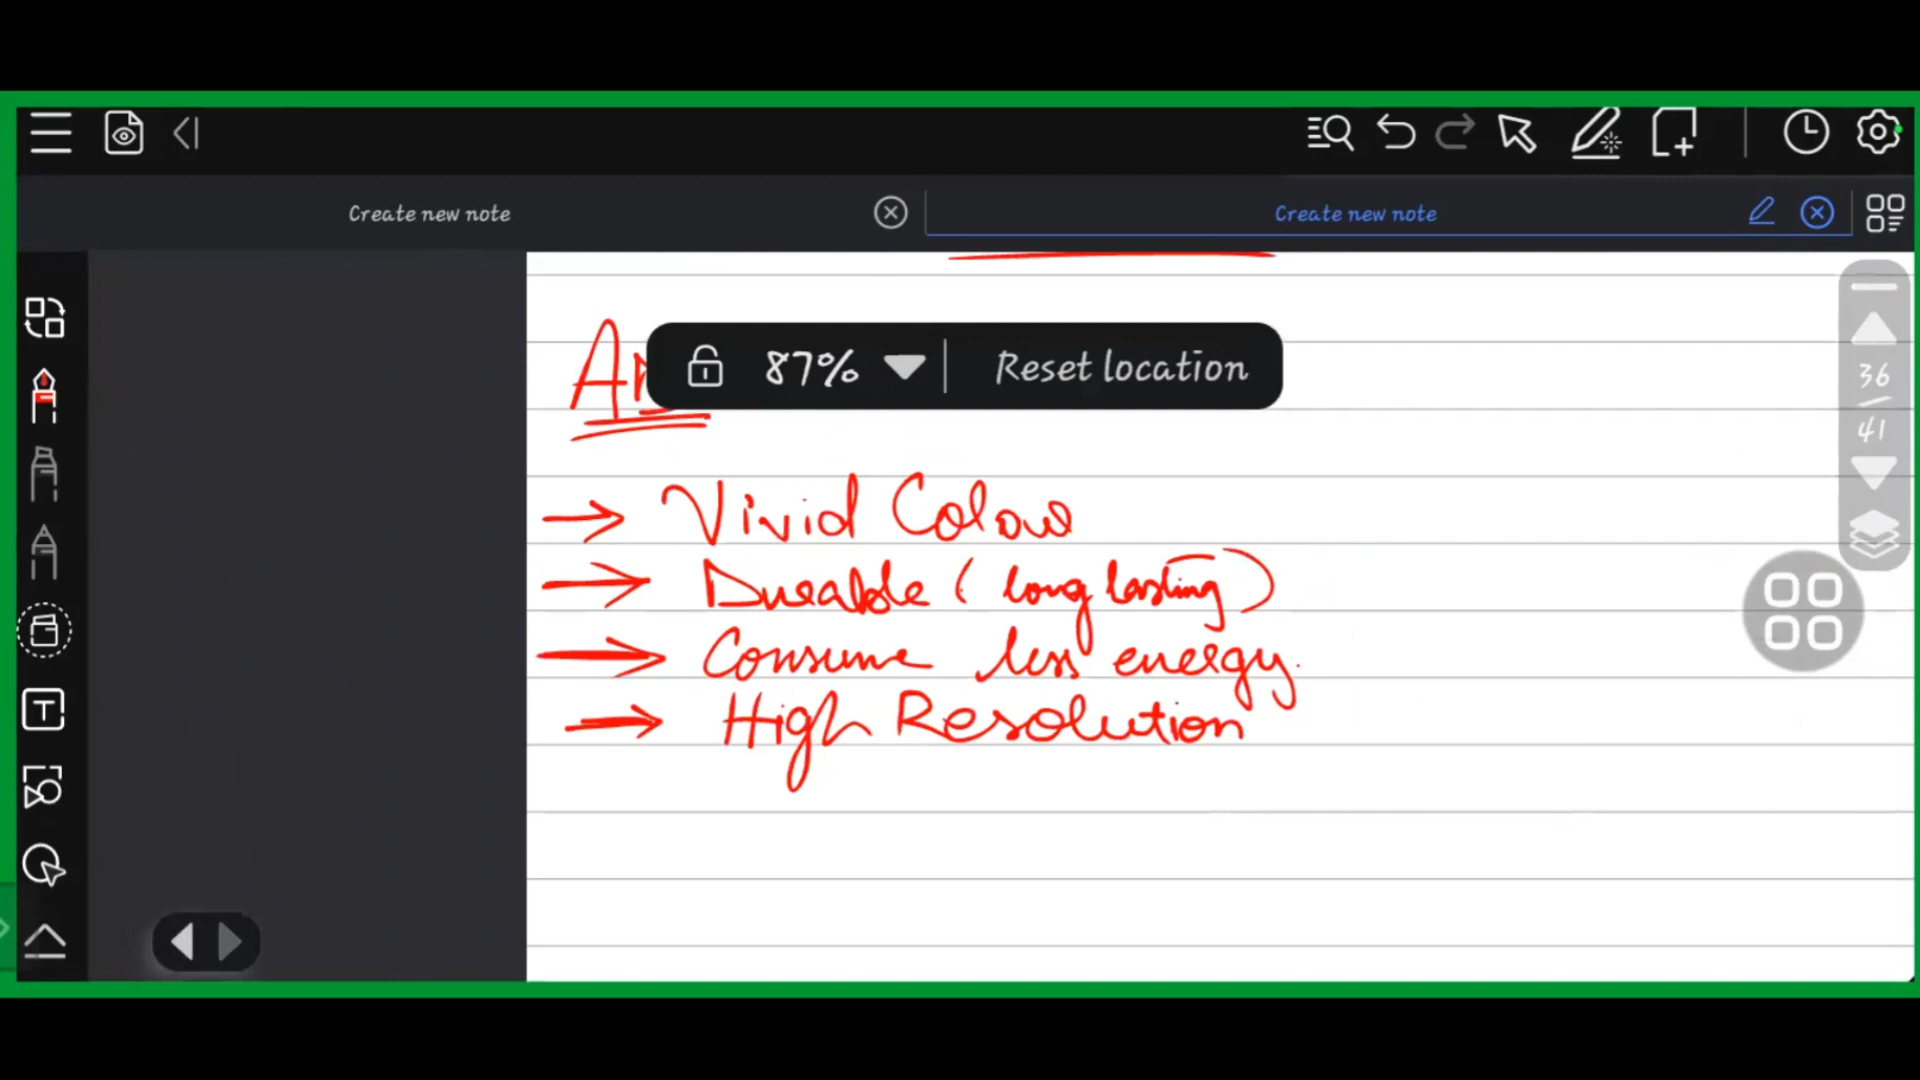 Create new note
Create new note
87% Reset location
36
41
→ Vivid Colour
→ Durable (long lasting)
→ Consume less energy.
→ High Resolution
T